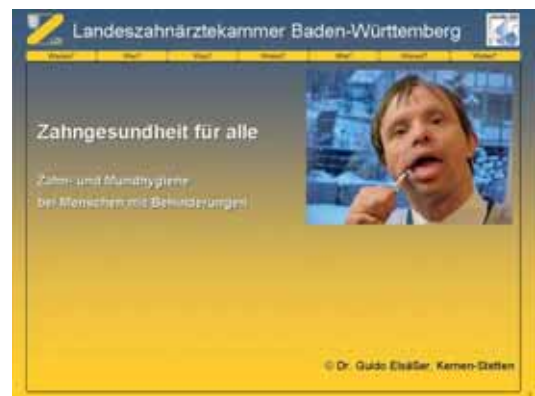 Landeszahnärztekammer Baden-Württemberg
Zahngesundheit für alle
Zahn- und Mundhygiene
bei Menschen mit Behinderungen
© Dr. Guido Elsäßer, Kernen-Stetten